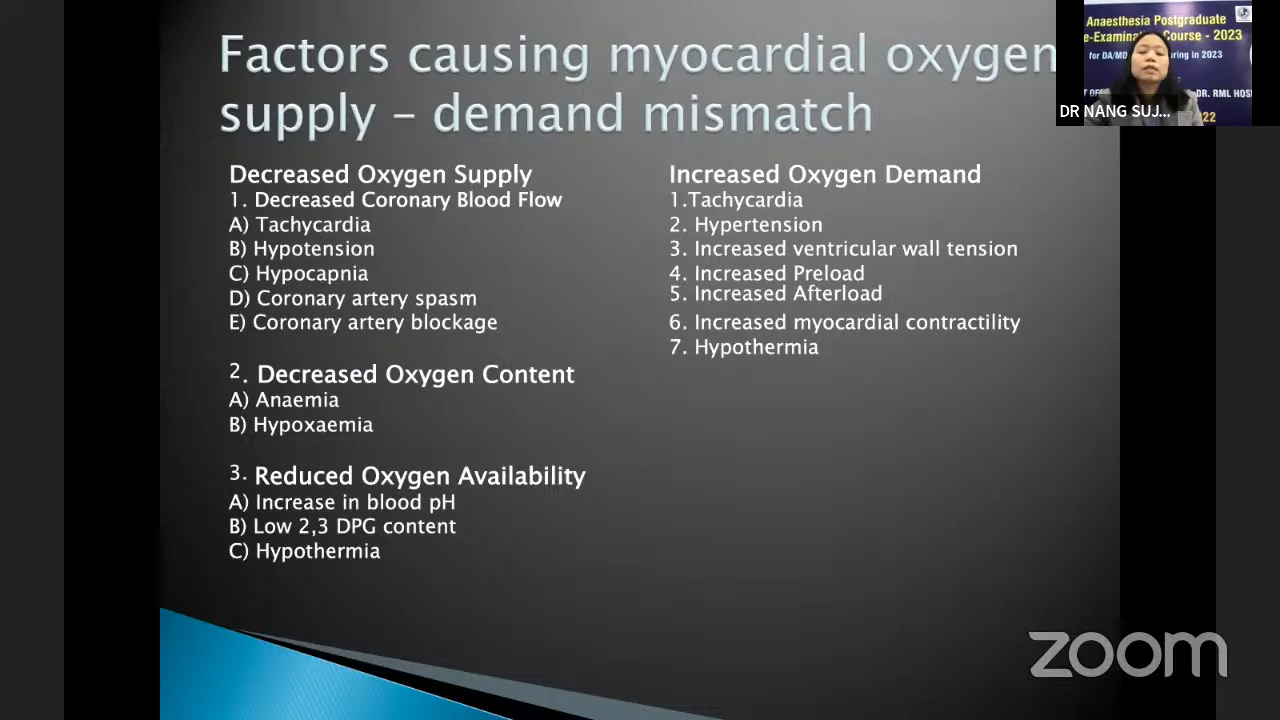 Factors causing myocardial oxygen
supply – demand mismatch
Decreased Oxygen Supply
1. Decreased Coronary Blood Flow
A) Tachycardia
B) Hypotension
C) Hypocapnia
D) Coronary artery spasm
E) Coronary artery blockage
2. Decreased Oxygen Content
A) Anaemia
B) Hypoxaemia
3. Reduced Oxygen Availability
A) Increase in blood pH
B) Low 2,3 DPG content
C) Hypothermia
Increased Oxygen Demand
1.Tachycardia
2. Hypertension
3. Increased ventricular wall tension
4. Increased Preload
5. Increased Afterload
6. Increased myocardial contractility
7. Hypothermia
Anaesthesia Postgraduate
Course - 2023
for DA/MD
in 2023
DR. RML
DR NANG SUJ...
zoom